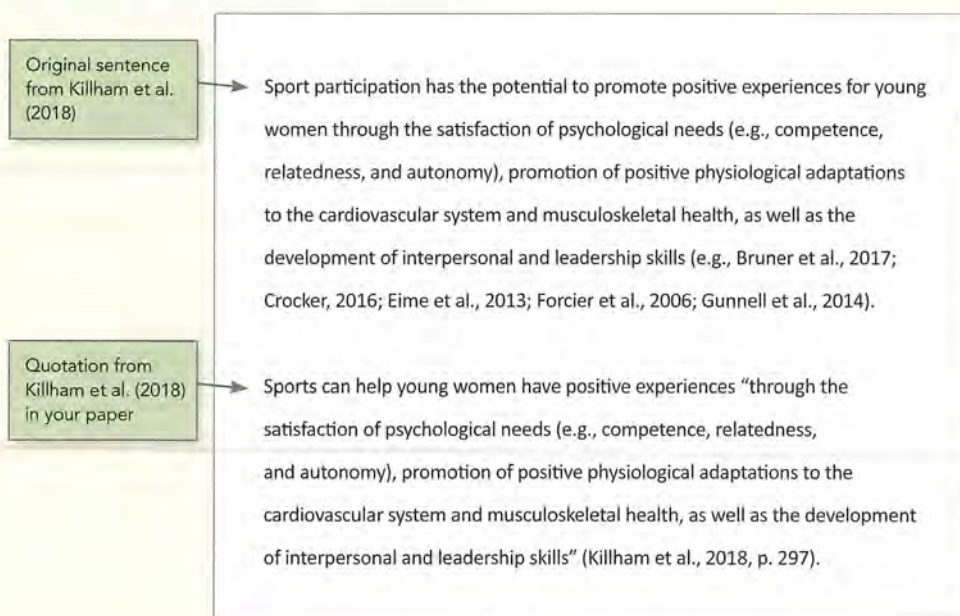 Original sentence
from Killham et al.
(2018)
Sport participation has the potential to promote positive experiences for young
women through the satisfaction of psychological needs (e.g., competence,
relatedness, and autonomy), promotion of positive physiological adaptations
to the cardiovascular system and musculoskeletal health, as well as the
development of interpersonal and leadership skills (e.g., Bruner et al., 2017;
Crocker, 2016; Eime et al., 2013; Forcier et al., 2006; Gunnell et al., 2014).
Quotation from
Killham et al. (2018)
in your paper
Sports can help young women have positive experiences “through the
satisfaction of psychological needs (e.g., competence, relatedness,
and autonomy), promotion of positive physiological adaptations to the
cardiovascular system and musculoskeletal health, as well as the development
of interpersonal and leadership skills” (Killham et al., 2018, p. 297).